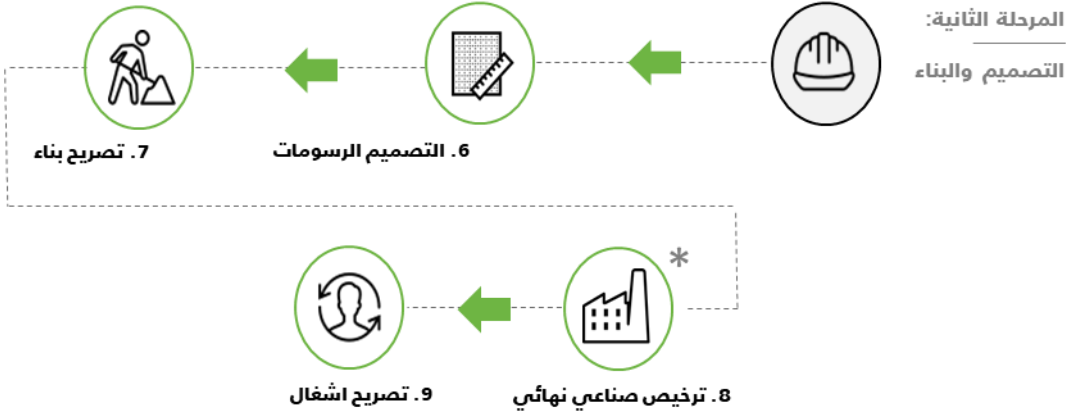 المرحلة الثانية:
التصميم والبناء
6. التصميم الرسومات
7. تصريح بناء
*
8. ترخيص صناعي نهائي
9. تصريح اشغال